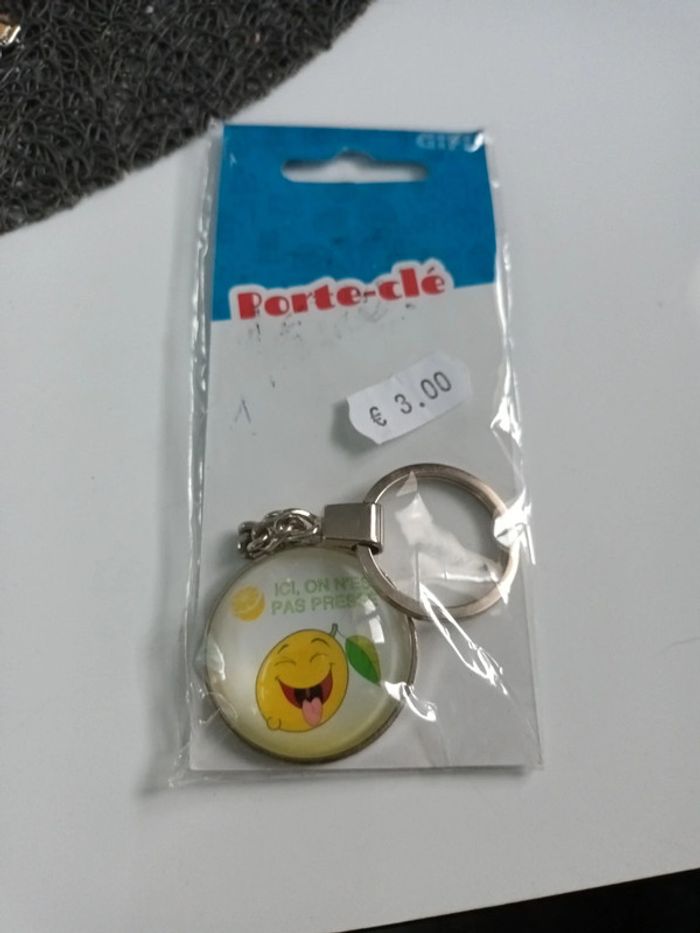 Porte-clé
€ 3.00
ICI, ON
PAS